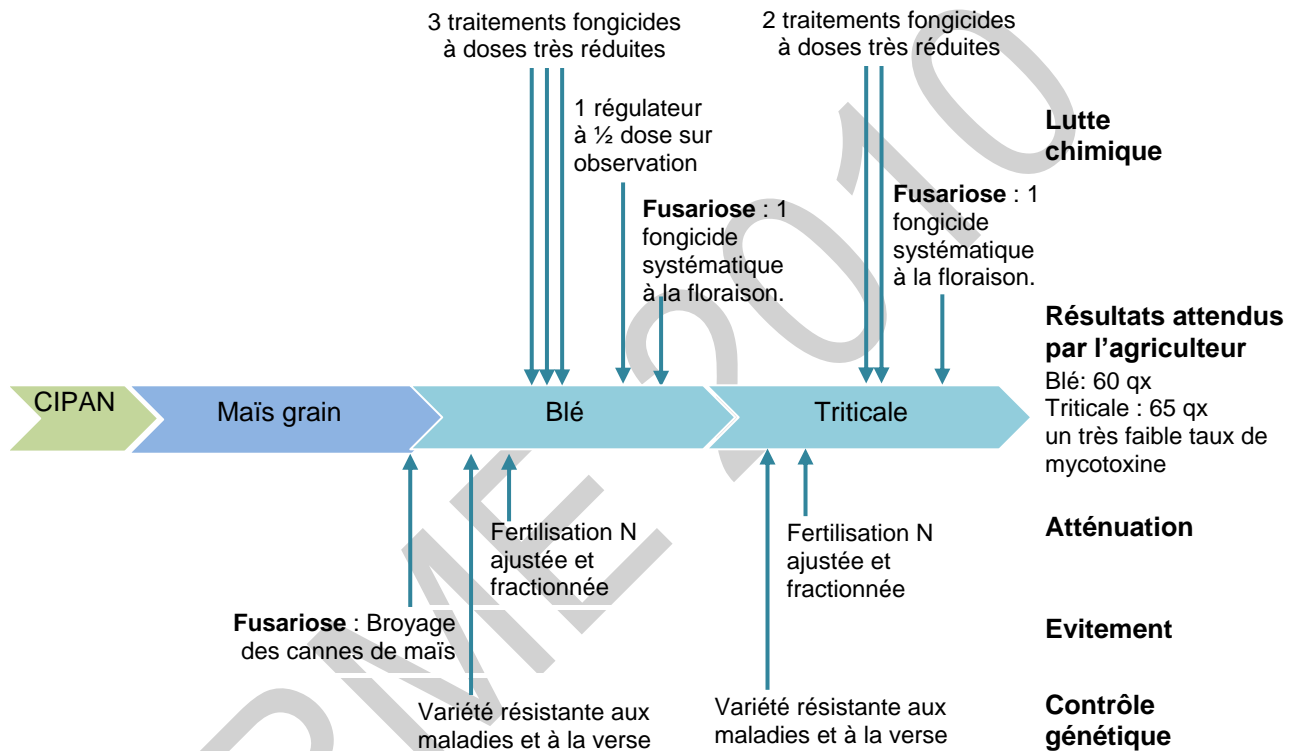 3 traitements fongicides
à doses très réduites
2 traitements fongicides
à doses très réduites
1 régulateur
à ½ dose sur
observation
Lutte
chimique
Fusariose : 1
fongicide
systématique
à la floraison.
Fusariose : 1
fongicide
systématique
à la floraison.
Résultats attendus
par l’agriculteur
Blé: 60 qx
Triticale : 65 qx
un très faible taux de
mycotoxine
CIPAN
Maïs grain
Blé
Triticale
Fertilisation N
ajustée et
fractionnée
Fertilisation N
ajustée et
fractionnée
Atténuation
Fusariose : Broyage
des cannes de maïs
Evitement
Variété résistante aux
maladies et à la verse
Variété résistante aux
maladies et à la verse
Contrôle
génétique
RME 2010